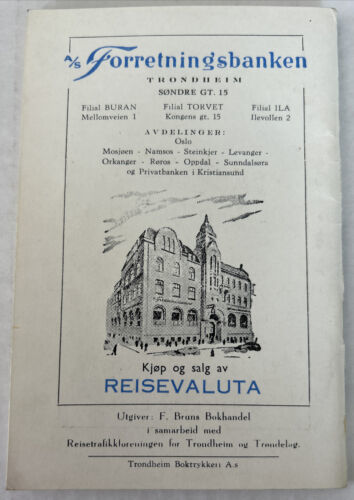 A/S Forretningsbanken
TRONDHEIM
SØNDRE GT. 15
Filial BURAN Filial TORVET Filial ILA
Mellomveien 1 Kongens gt. 15 Ilevollen 2
AVDELINGER:
Oslo
Mosjøen - Namsos - Steinkjer - Levanger -
Orkanger - Røros - Oppdal - Sunndalsøra
og Privatbanken i Kristiansund
Kjøp og salg av
REISEVALUTA
Utgiver: F. Bruns Bokhandel
i samarbeid med
Reisetrafikkforeningen for Trondheim og Trøndelag.
Trondheim Boktrykkeri A.s